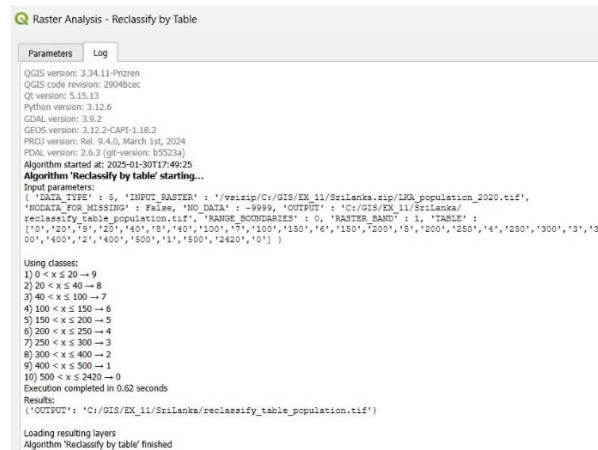 Raster Analysis - Reclassify by Table
Parameters Log
QGIS version: 3.34.11-Prizren
QGIS code revision: 2904bcec
Qt version: 5.15.13
Python version: 3.12.6
GDAL version: 3.9.2
GEOS version: 3.12.2-CAPI-1.18.2
PROJ version: Rel. 9.4.0, March 1st, 2024
PDAL version: 2.6.3 (git-version: b5523a)
Algorithm started at: 2025-01-30T17:49:25
Algorithm 'Reclassify by table' starting...
Input parameters:
{ 'DATA_TYPE' : 5, 'INPUT_RASTER' : '/vsizip/C:/GIS/EX_11/SriLanka.zip/LKA_population_2020.tif',
'NODATA_FOR_MISSING' : False, 'NO_DATA' : -9999, 'OUTPUT' : 'C:/GIS/EX_11/SriLanka/
reclassify_table_population.tif', 'RANGE_BOUNDARIES' : 0, 'RASTER_BAND' : 1, 'TABLE' :
['0','20','9','20','40','8','40','100','7','100','150','6','150','200','5','200','250','4','250','300','3','3
00','400','2','400','500','1','500','2420','0'] }
Using classes:
1) 0 < x ≤ 20 → 9
2) 20 < x ≤ 40 → 8
3) 40 < x ≤ 100 → 7
4) 100 < x ≤ 150 → 6
5) 150 < x ≤ 200 → 5
6) 200 < x ≤ 250 → 4
7) 250 < x ≤ 300 → 3
8) 300 < x ≤ 400 → 2
9) 400 < x ≤ 500 → 1
10) 500 < x ≤ 2420 → 0
Execution completed in 0.62 seconds
Results:
{'OUTPUT': 'C:/GIS/EX_11/SriLanka/reclassify_table_population.tif'}
Loading resulting layers
Algorithm 'Reclassify by table' finished